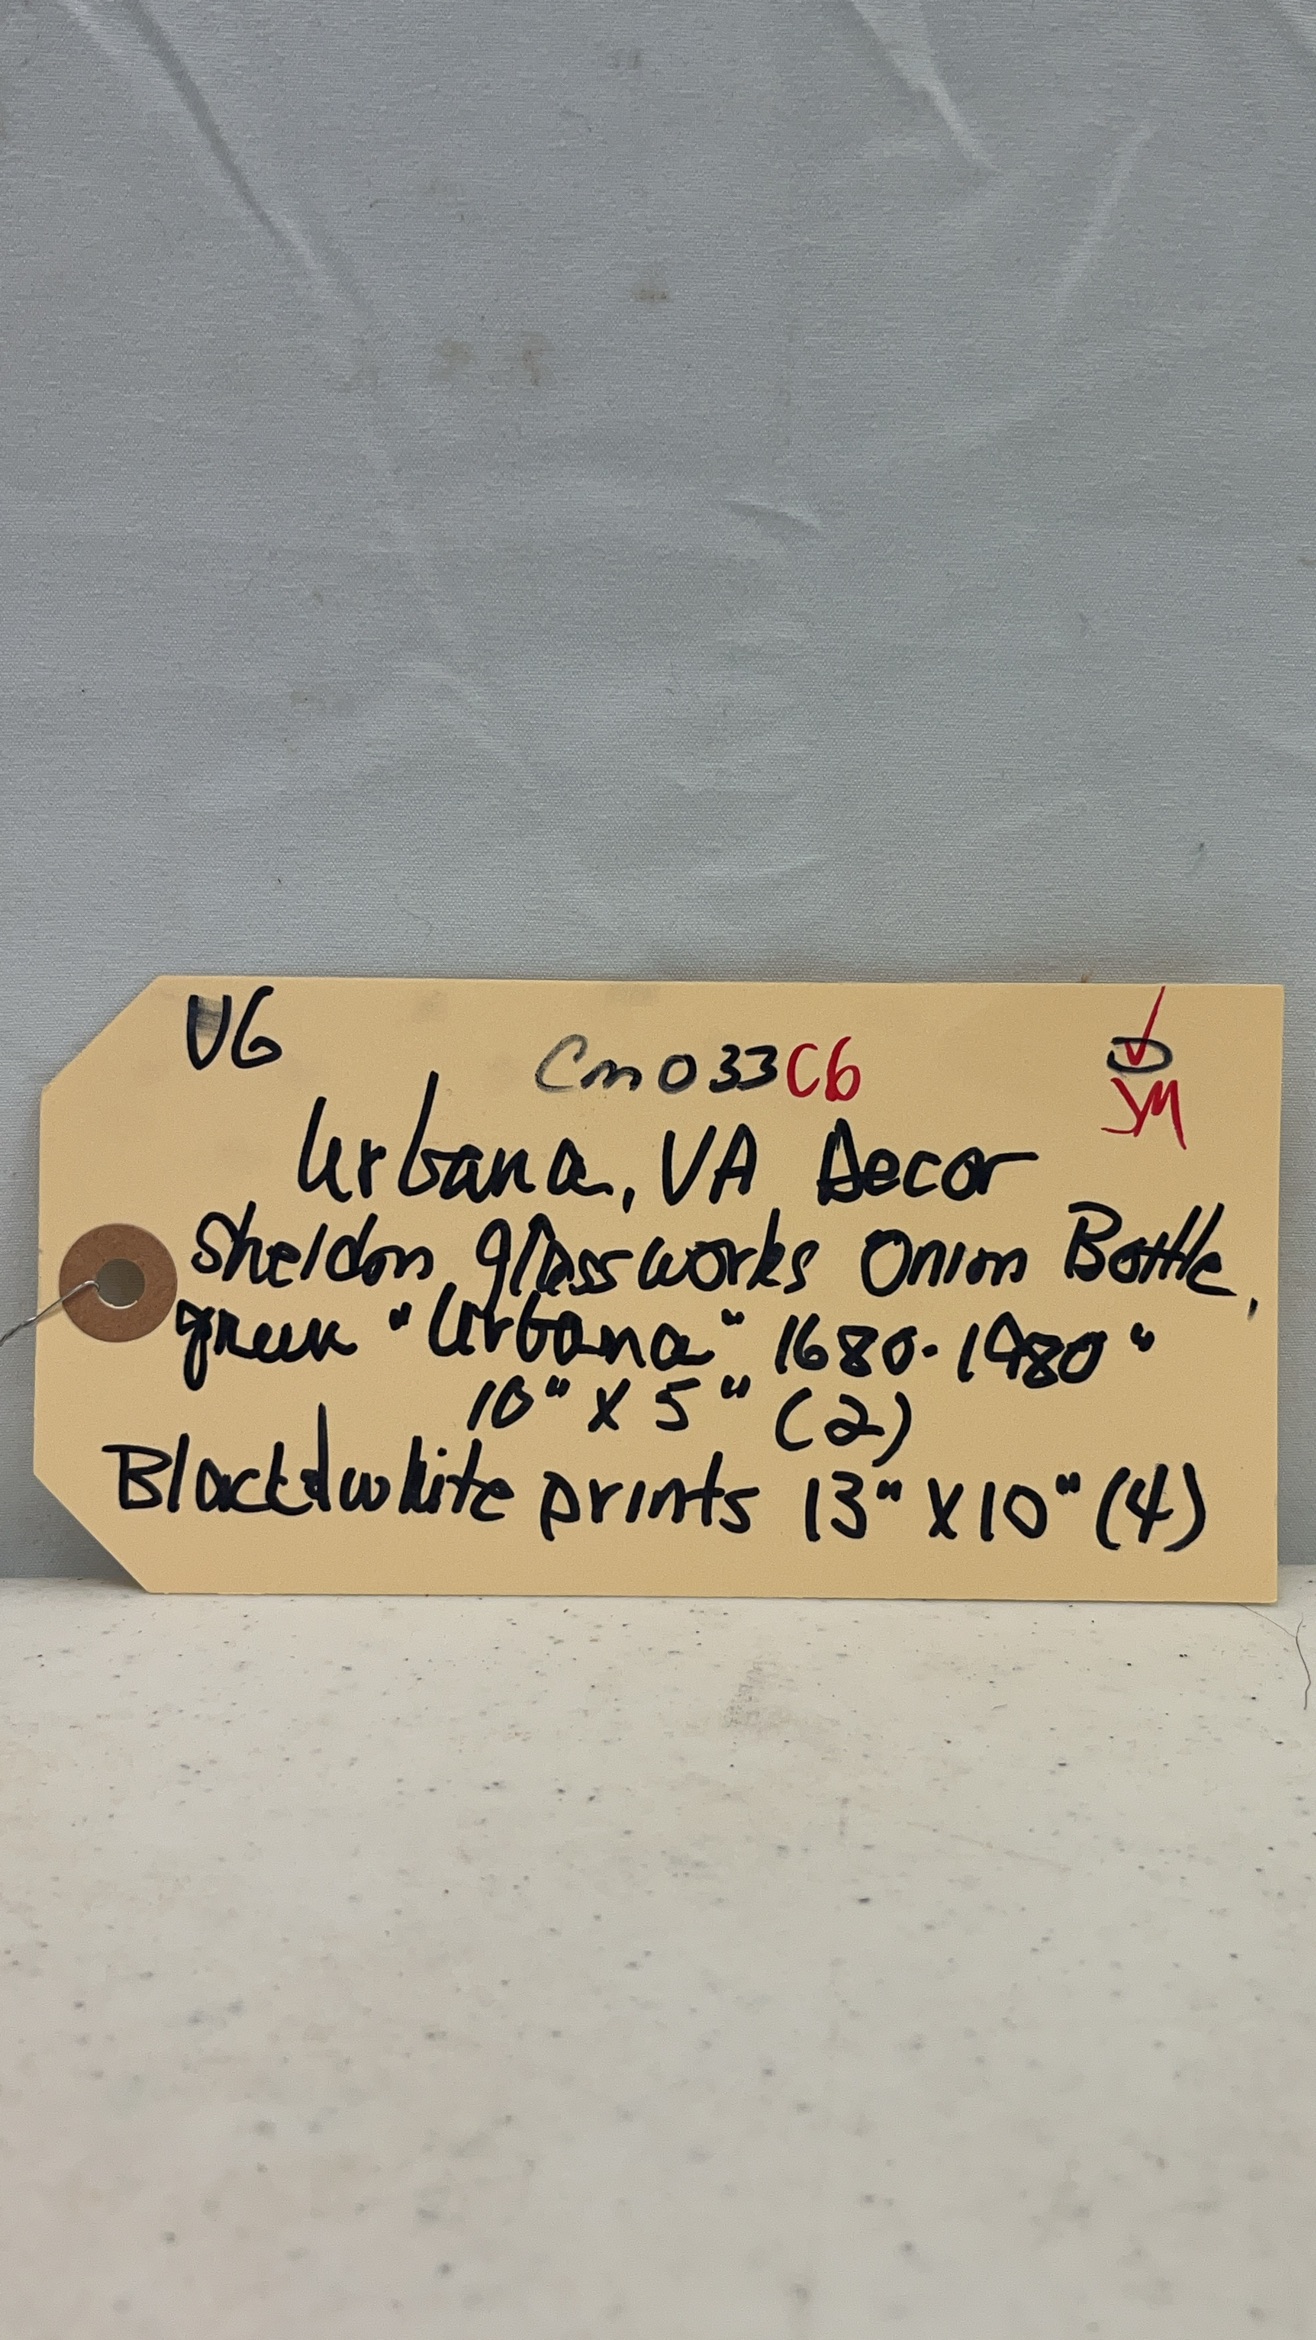 VG
Cm033C6
JM
Urbana, VA Decor
Sheldon glassworks Onion Bottle,
green "Urbana" 1680-1980"
10" X 5" (2)
Black&white prints 13" X 10" (4)